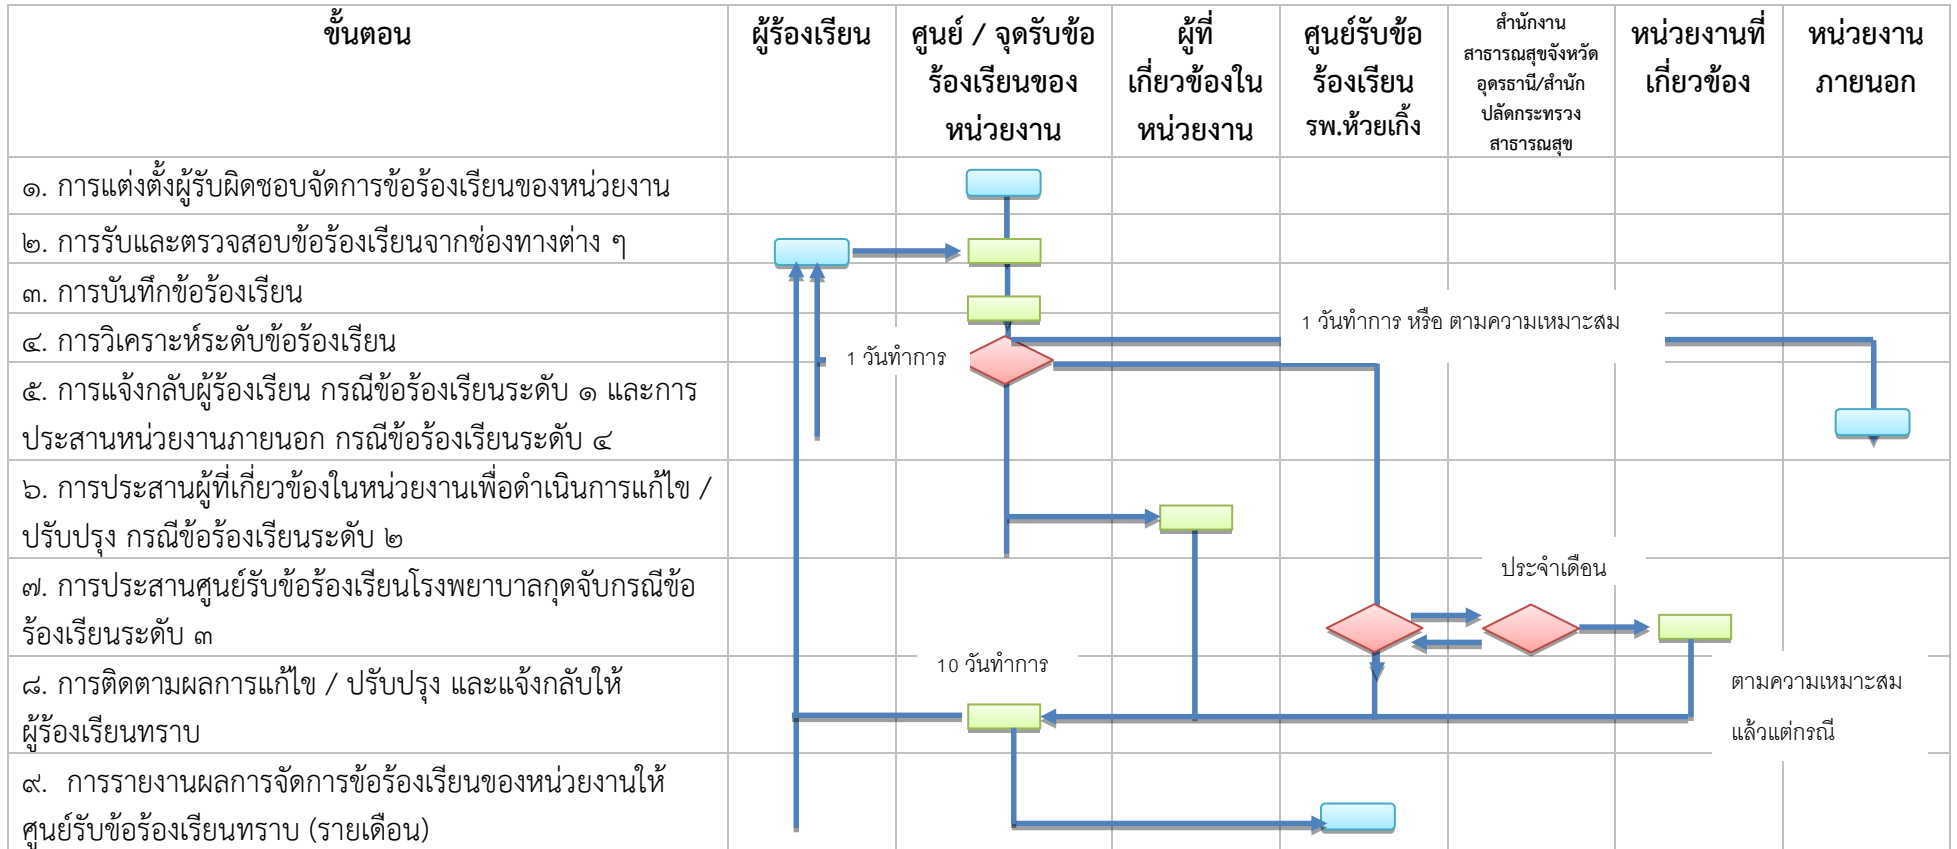 ขั้นตอน
ผู้ร้องเรียน
ศูนย์ / จุดรับข้อ
ร้องเรียนของ
หน่วยงาน
ผู้ที่
เกี่ยวข้องใน
หน่วยงาน
ศูนย์รับข้อ
ร้องเรียน
รพ.ห้วยเกิ้ง
สำนักงาน
สาธารณสุขจังหวัด
อุดรธานี/สำนัก
ปลัดกระทรวง
สาธารณสุข
หน่วยงานที่
เกี่ยวข้อง
หน่วยงาน
ภายนอก
๑. การแต่งตั้งผู้รับผิดชอบจัดการข้อร้องเรียนของหน่วยงาน
๒. การรับและตรวจสอบข้อร้องเรียนจากช่องทางต่าง ๆ
๓. การบันทึกข้อร้องเรียน
1 วันทำการ หรือ ตามความเหมาะสม
๔. การวิเคราะห์ระดับข้อร้องเรียน
1 วันทำการ
๕. การแจ้งกลับผู้ร้องเรียน กรณีข้อร้องเรียนระดับ ๑ และการ
ประสานหน่วยงานภายนอก กรณีข้อร้องเรียนระดับ ๔
๖. การประสานผู้ที่เกี่ยวข้องในหน่วยงานเพื่อดำเนินการแก้ไข /
ปรับปรุง กรณีข้อร้องเรียนระดับ ๒
ประจำเดือน
๗. การประสานศูนย์รับข้อร้องเรียนโรงพยาบาลกุดจับกรณีข้อ
ร้องเรียนระดับ ๓
10 วันทำการ
๘. การติดตามผลการแก้ไข / ปรับปรุง และแจ้งกลับให้
ผู้ร้องเรียนทราบ
ตามความเหมาะสม
แล้วแต่กรณี
๙. การรายงานผลการจัดการข้อร้องเรียนของหน่วยงานให้
ศูนย์รับข้อร้องเรียนทราบ (รายเดือน)